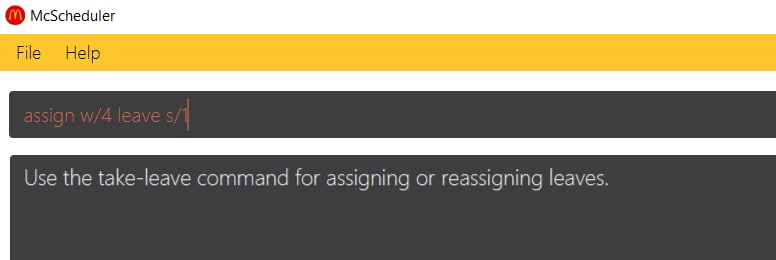 McScheduler
File Help
assign w/4 leave s/1
Use the take-leave command for assigning or reassigning leaves.